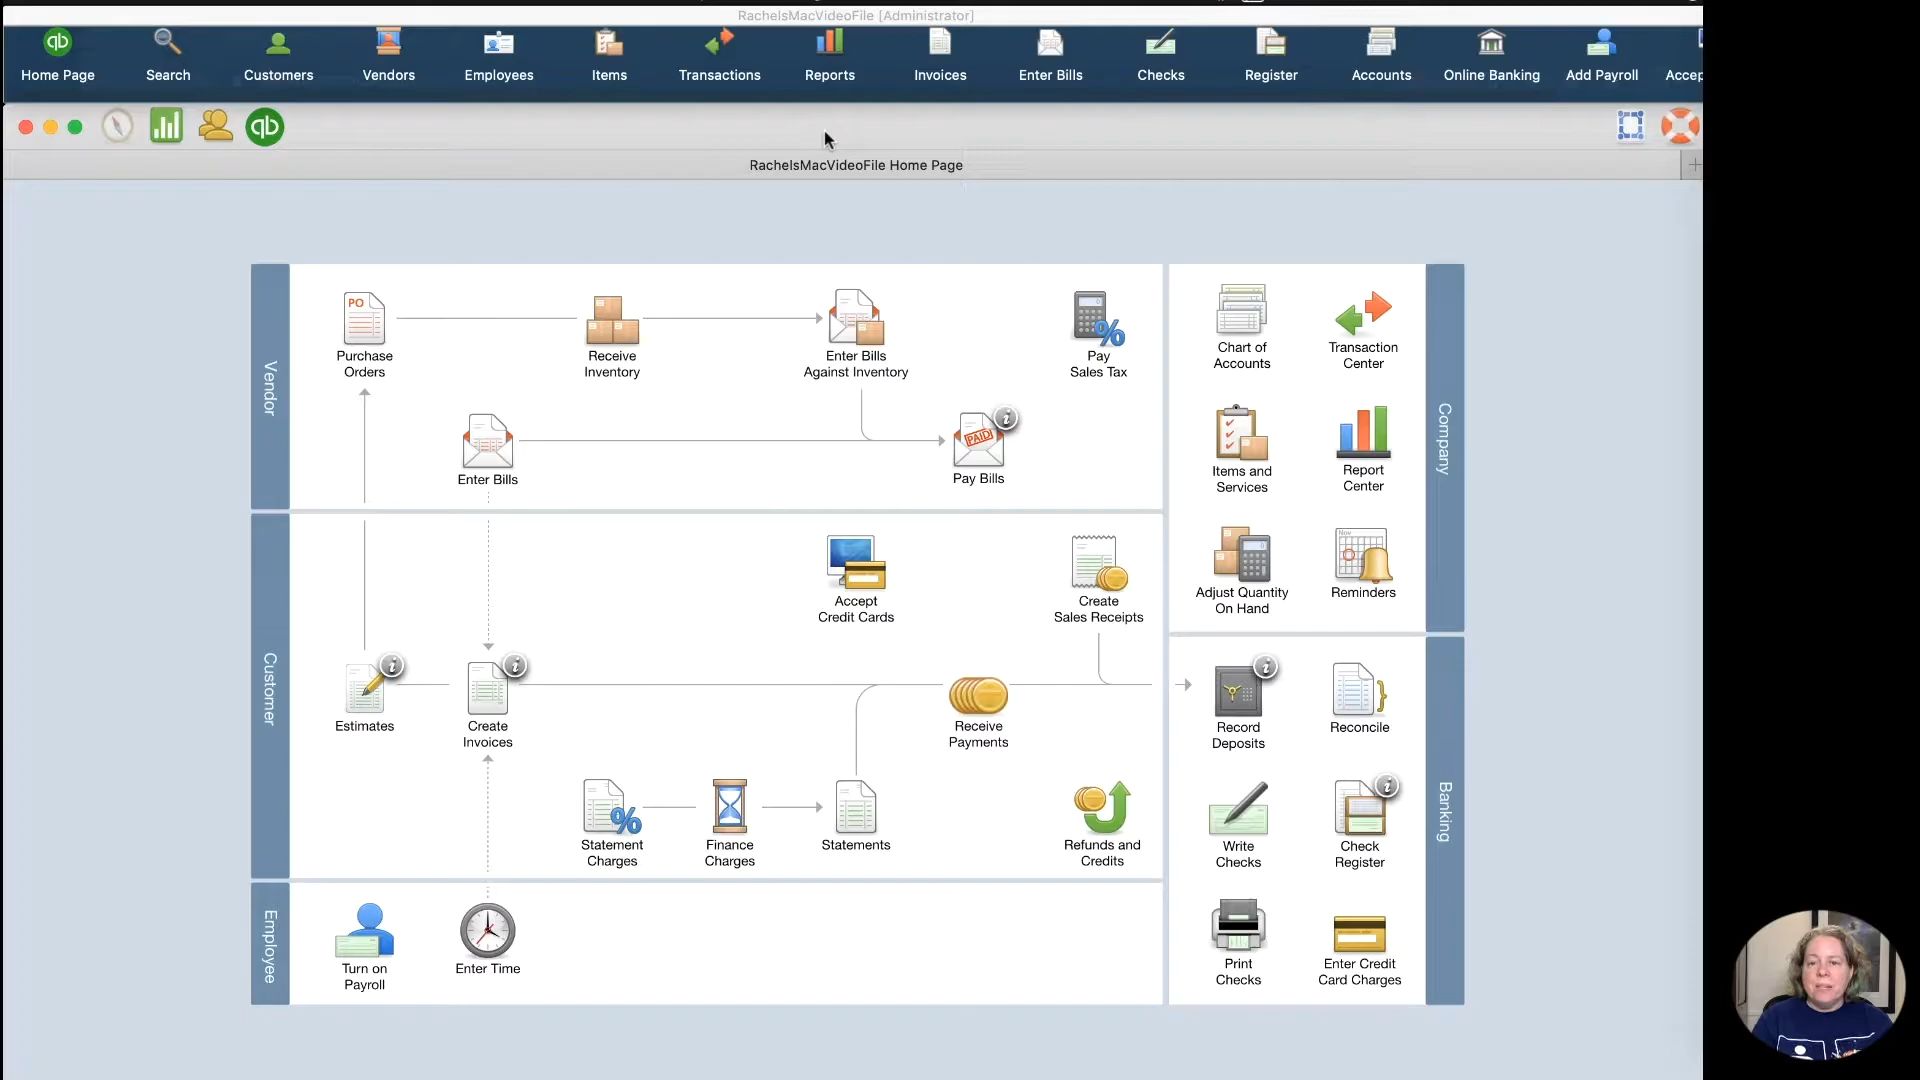 RachelsMacVideoFile [Administrator]
qb
Home Page
Search
Customers
Vendors
Employees
Items
Transactions
Reports
Invoices
Enter Bills
Checks
Register
Accounts
Online Banking
Add Payroll
Accep
qb
RachelsMacVideoFile Home Page
Vendor
PO
Purchase
Orders
Receive
Inventory
Enter Bills
Against Inventory
Pay
Sales Tax
Enter Bills
PAID
Pay Bills
Customer
Accept
Credit Cards
Create
Sales Receipts
Estimates
Create
Invoices
Receive
Payments
Statement
Charges
Finance
Charges
Statements
Refunds and
Credits
Employee
Turn on
Payroll
Enter Time
Company
Chart of
Accounts
Transaction
Center
Items and
Services
Report
Center
Adjust Quantity
On Hand
Nov
Reminders
Banking
Record
Deposits
Reconcile
Write
Checks
Check
Register
Print
Checks
Enter Credit
Card Charges